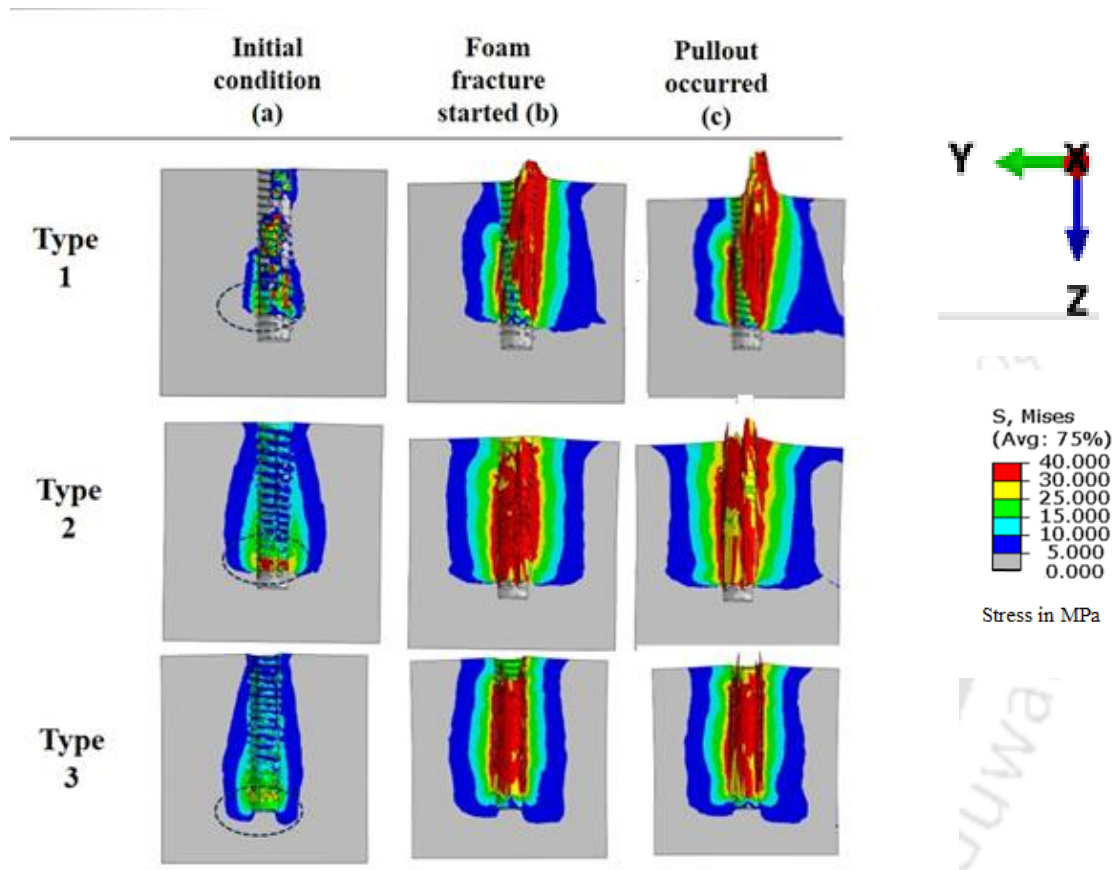 Initial
condition
(a)
Foam
fracture
started (b)
Pullout
occurred
(c)
Type
1
Type
2
Type
3
Y
X
Z
S, Mises
(Avg: 75%)
40.000
30.000
25.000
15.000
10.000
5.000
0.000
Stress in MPa
uwa